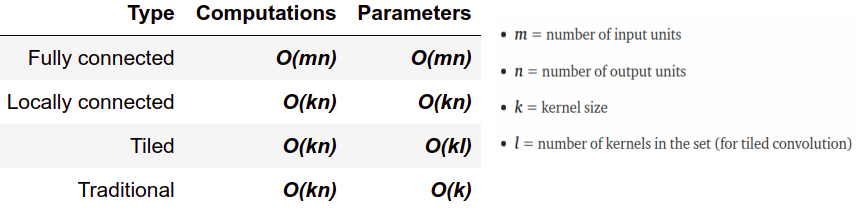 Type Computations Parameters
Fully connected O(mn) O(mn)
Locally connected O(kn) O(kn)
Tiled O(kn) O(kl)
Traditional O(kn) O(k)
• m = number of input units
• n = number of output units
• k = kernel size
• l = number of kernels in the set (for tiled convolution)